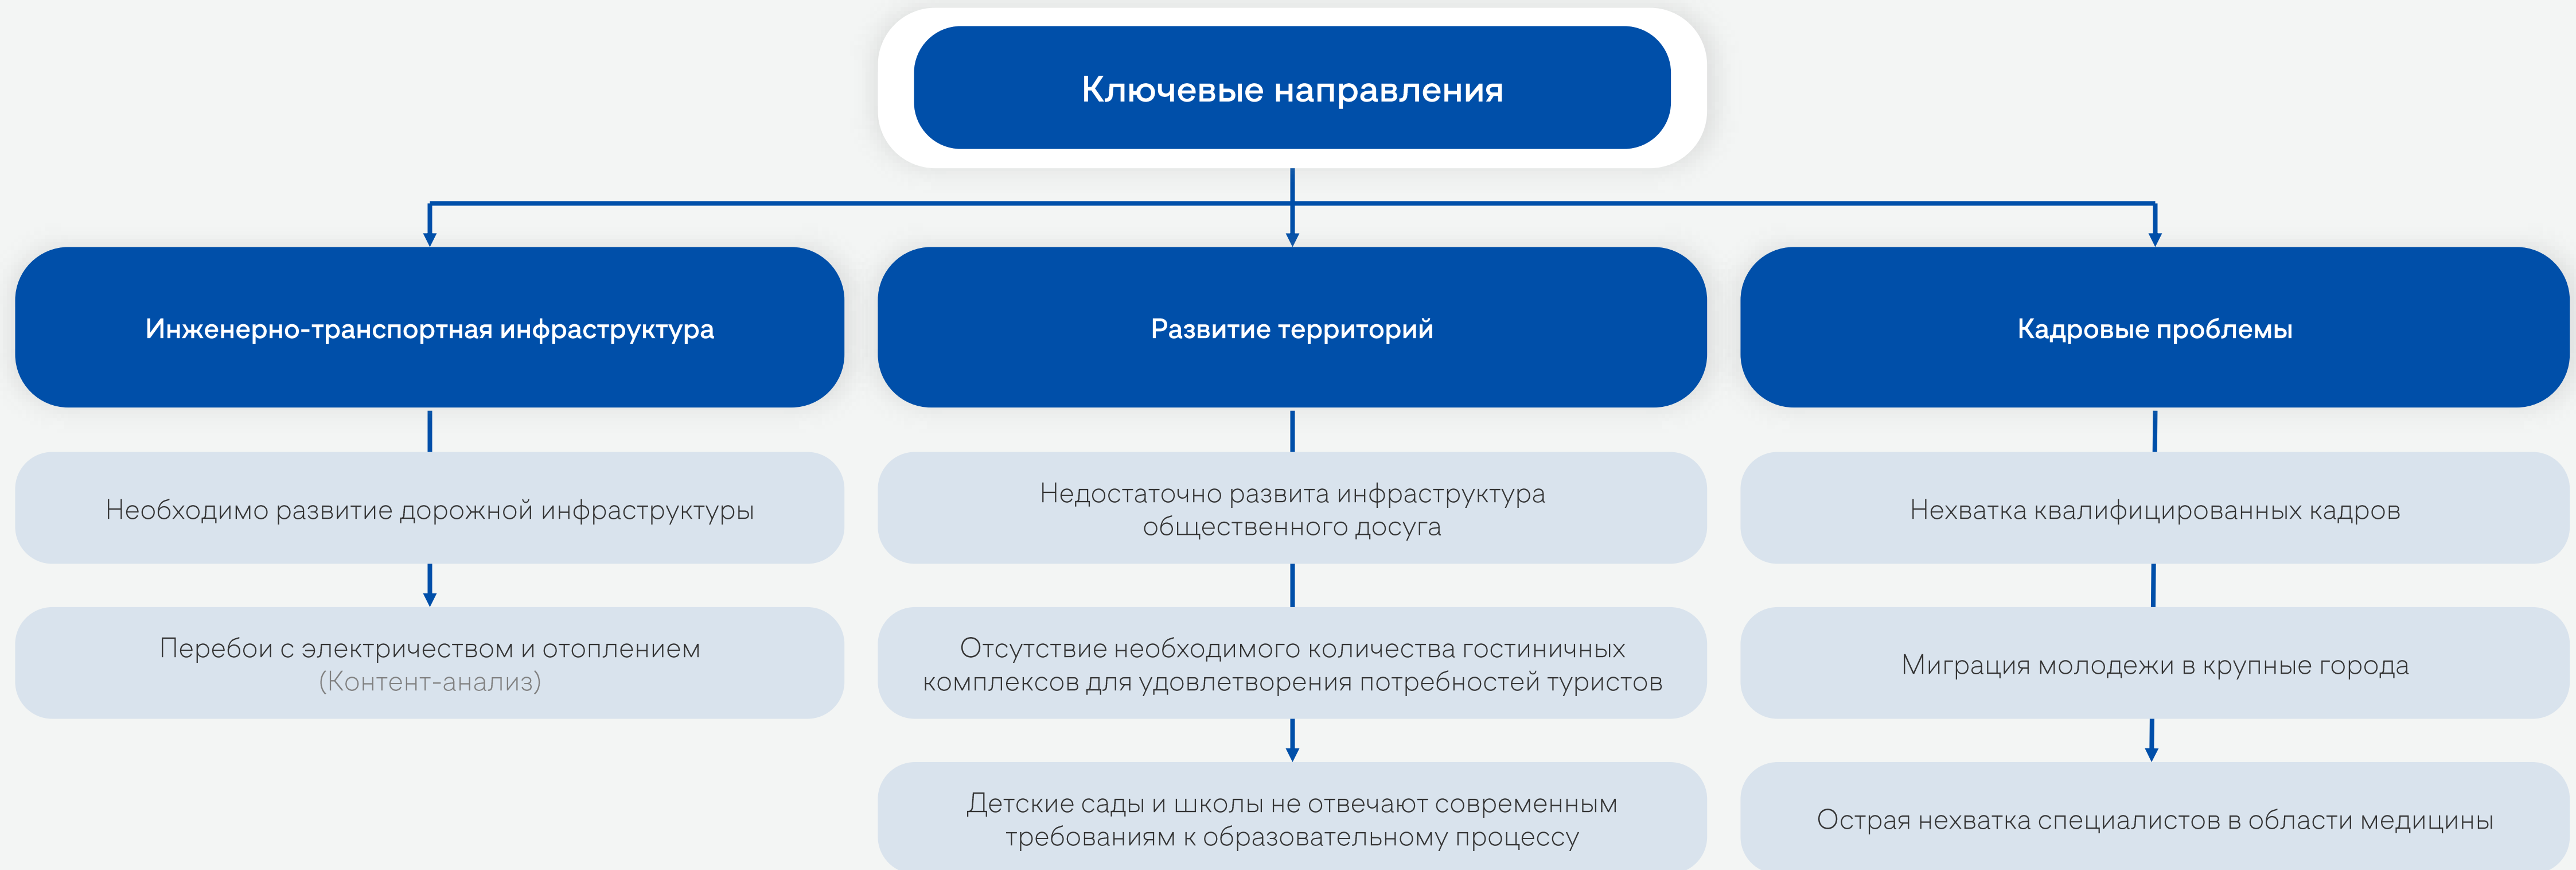 Ключевые направления
Инженерно-транспортная инфраструктура
Развитие территорий
Кадровые проблемы
Необходимо развитие дорожной инфраструктуры
Недостаточно развита инфраструктура
общественного досуга
Нехватка квалифицированных кадров
Перебои с электричеством и отоплением
(Контент-анализ)
Отсутствие необходимого количества гостиничных
комплексов для удовлетворения потребностей туристов
Миграция молодежи в крупные города
Детские сады и школы не отвечают современным
требованиям к образовательному процессу
Острая нехватка специалистов в области медицины